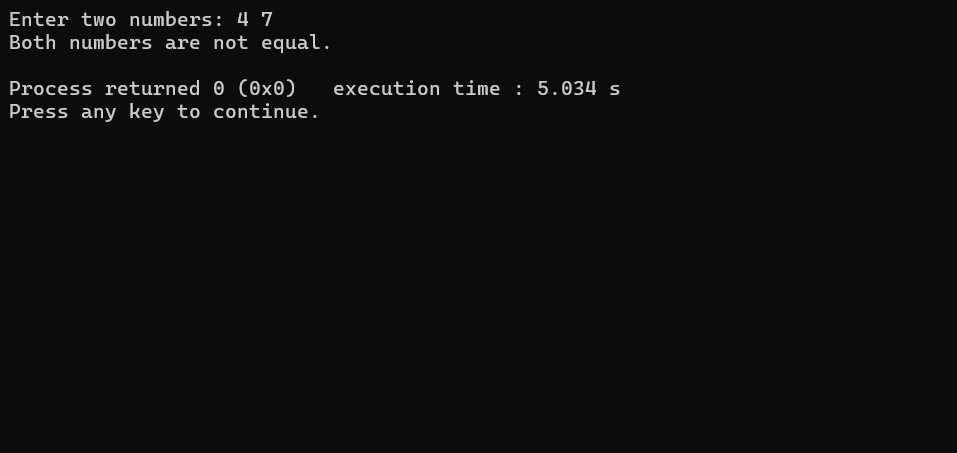 Enter two numbers: 4 7
Both numbers are not equal.
Process returned 0 (0x0)   execution time : 5.034 s
Press any key to continue.